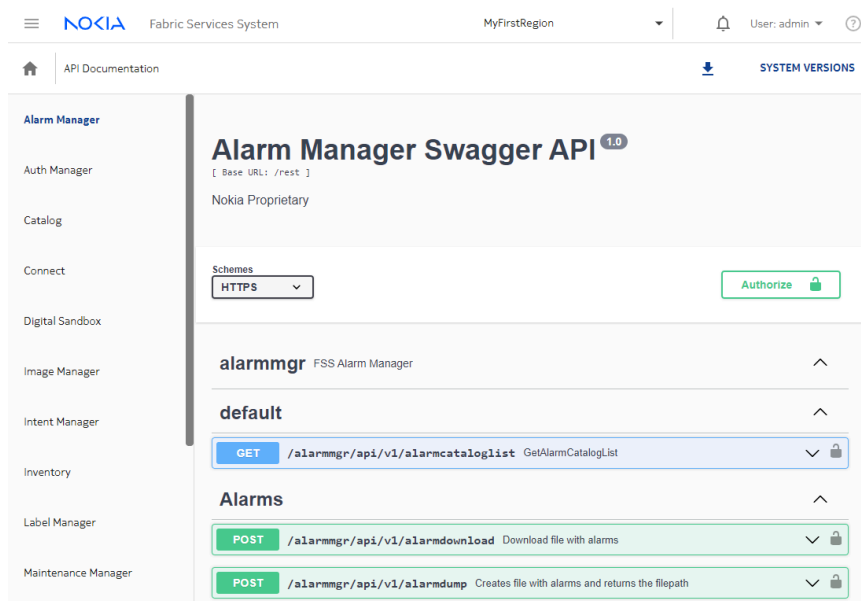 NOKIA Fabric Services System MyFirstRegion User: admin ?
API Documentation SYSTEM VERSIONS
Alarm Manager
Auth Manager
Catalog
Connect
Digital Sandbox
Image Manager
Intent Manager
Inventory
Label Manager
Maintenance Manager
Alarm Manager Swagger API 1.0
[ Base URL: /rest ]
Nokia Proprietary
Schemes
HTTPS
Authorize
alarmmgr FSS Alarm Manager
default
GET /alarmmgr/api/v1/alarmcataloglist GetAlarmCatalogList
Alarms
POST /alarmmgr/api/v1/alarmdownload Download file with alarms
POST /alarmmgr/api/v1/alarmdump Creates file with alarms and returns the filepath